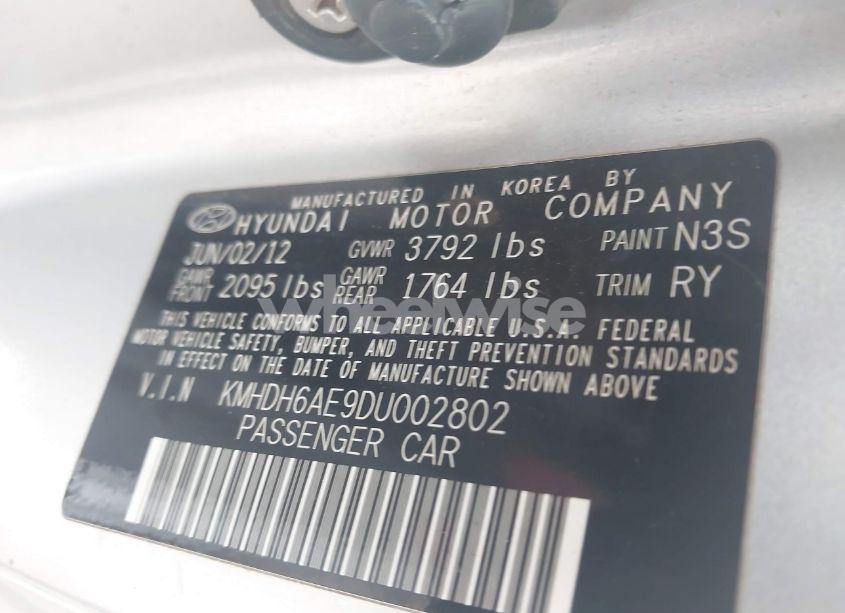 MANUFACTURED IN KOREA BY
HYUNDAI MOTOR COMPANY
JUN/02/12 GVWR 3792 lbs PAINT N3S
GAWR FRONT 2095 lbs GAWR REAR 1764 lbs TRIM RY
wheelwise
THIS VEHICLE CONFORMS TO ALL APPLICABLE U.S.A. FEDERAL
MOTOR VEHICLE SAFETY, BUMPER, AND THEFT PREVENTION STANDARDS
IN EFFECT ON THE DATE OF MANUFACTURE SHOWN ABOVE
V.I.N KMHDH6AE9DU002802
PASSENGER CAR